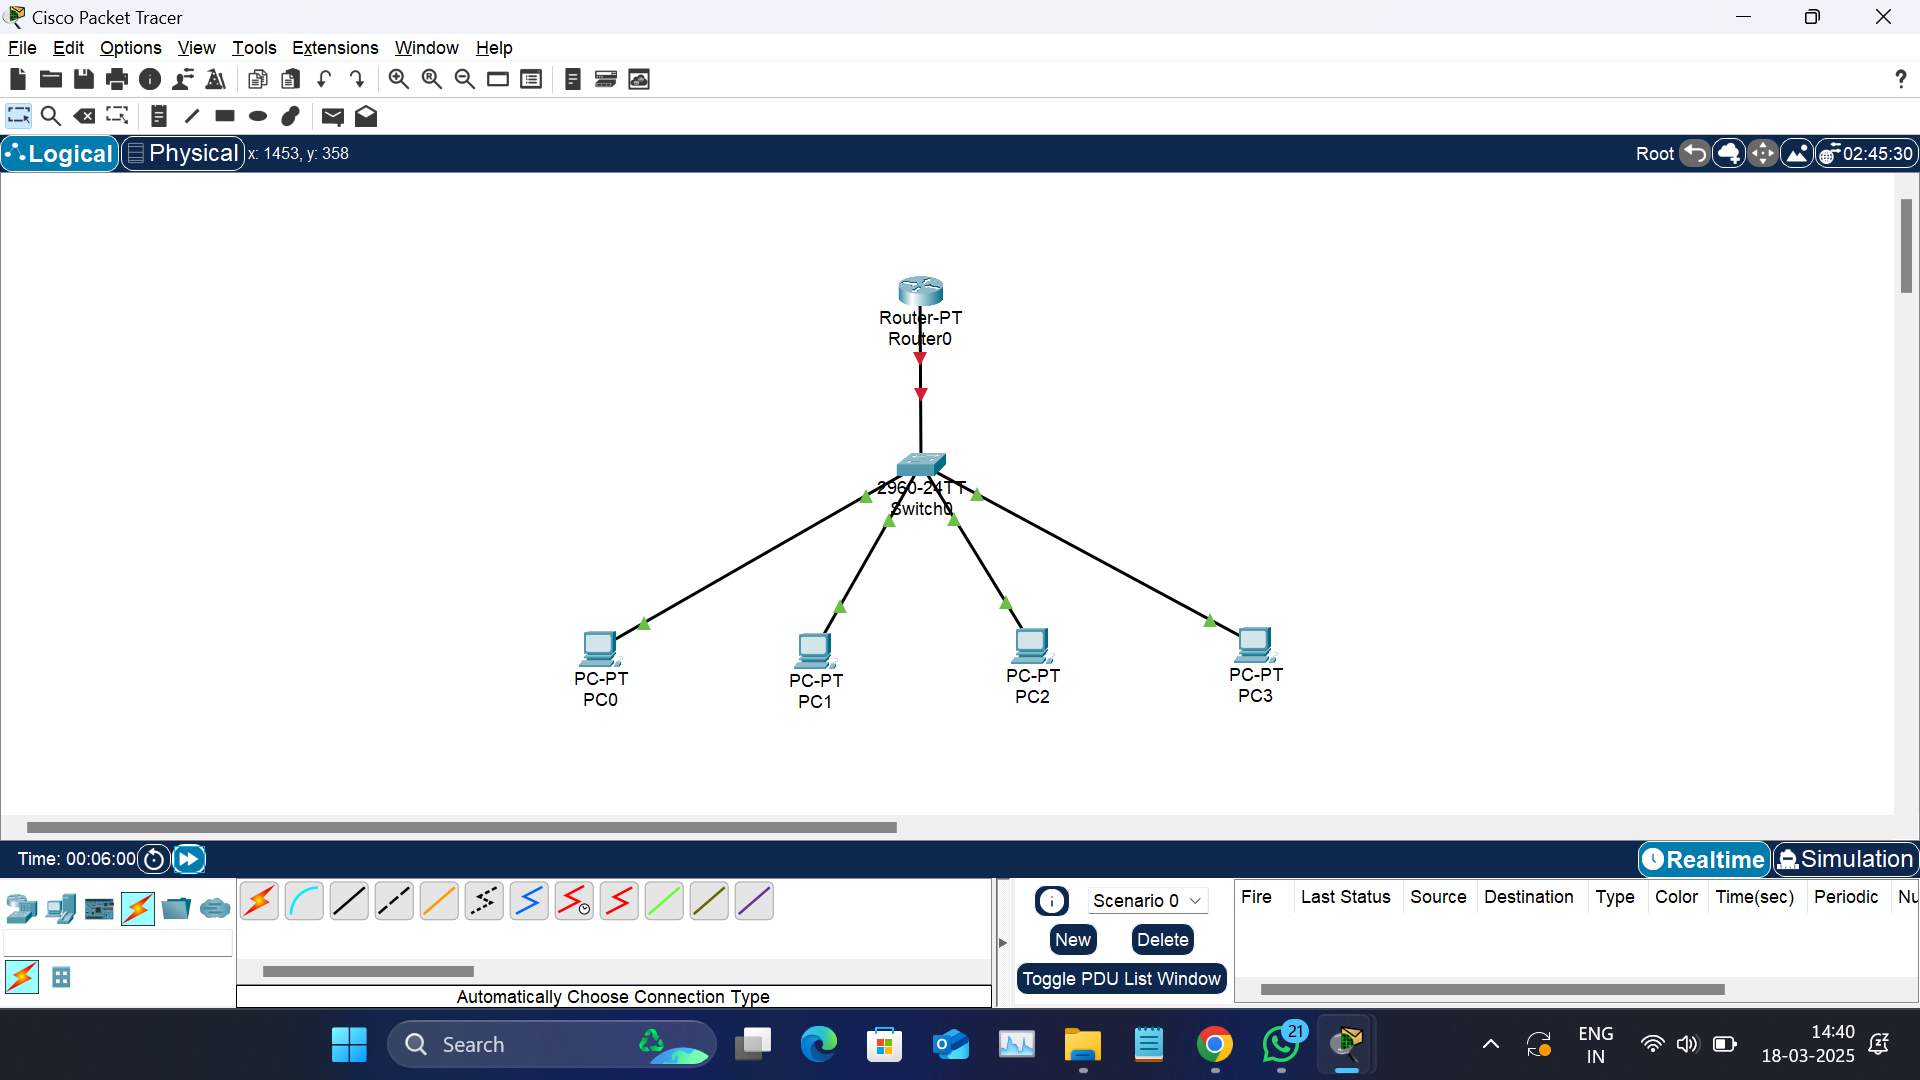 Cisco Packet Tracer
File Edit Options View Tools Extensions Window Help
Logical Physical x: 1453, y: 358 Root 02:45:30
Router-PT
Router0
2960-24TT
Switch0
PC-PT
PC0
PC-PT
PC1
PC-PT
PC2
PC-PT
PC3
Time: 00:06:00 Realtime Simulation
Scenario 0
New Delete
Toggle PDU List Window
Fire Last Status Source Destination Type Color Time(sec) Periodic Nu
Automatically Choose Connection Type
Search
21
ENG
IN
14:40
18-03-2025